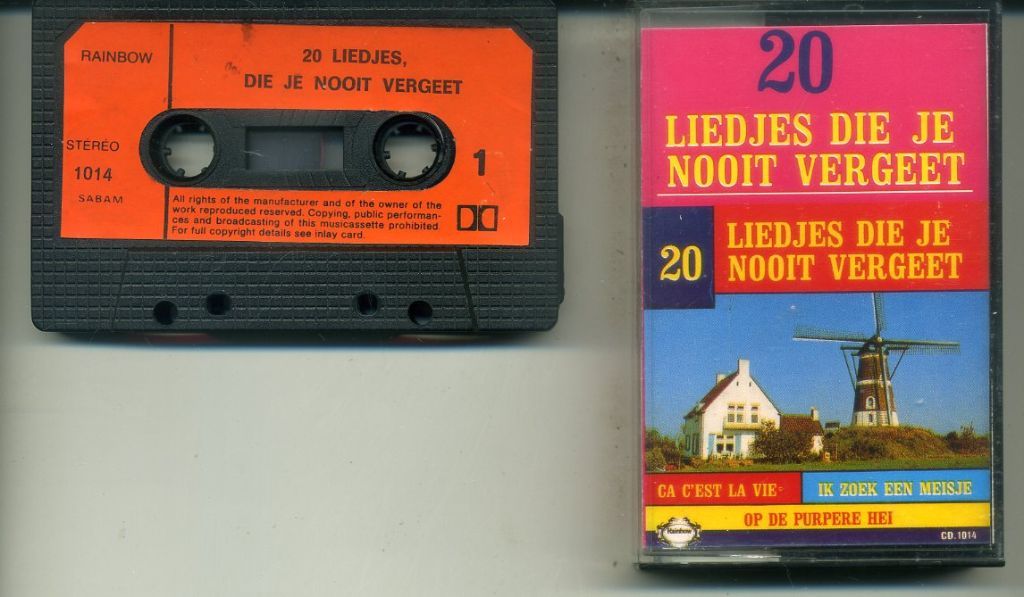 RAINBOW
20 LIEDJES,
DIE JE NOOIT VERGEET
STÉRÉO
1014
SABAM
1
All rights of the manufacturer and of the owner of the
work reproduced reserved. Copying, public performan-
ces and broadcasting of this musicassette prohibited.
For full copyright details see inlay card.
20
LIEDJES DIE JE
NOOIT VERGEET
20
LIEDJES DIE JE
NOOIT VERGEET
CA C'EST LA VIE
IK ZOEK EEN MEISJE
OP DE PURPERE HEI
Rainbow
CD.1014